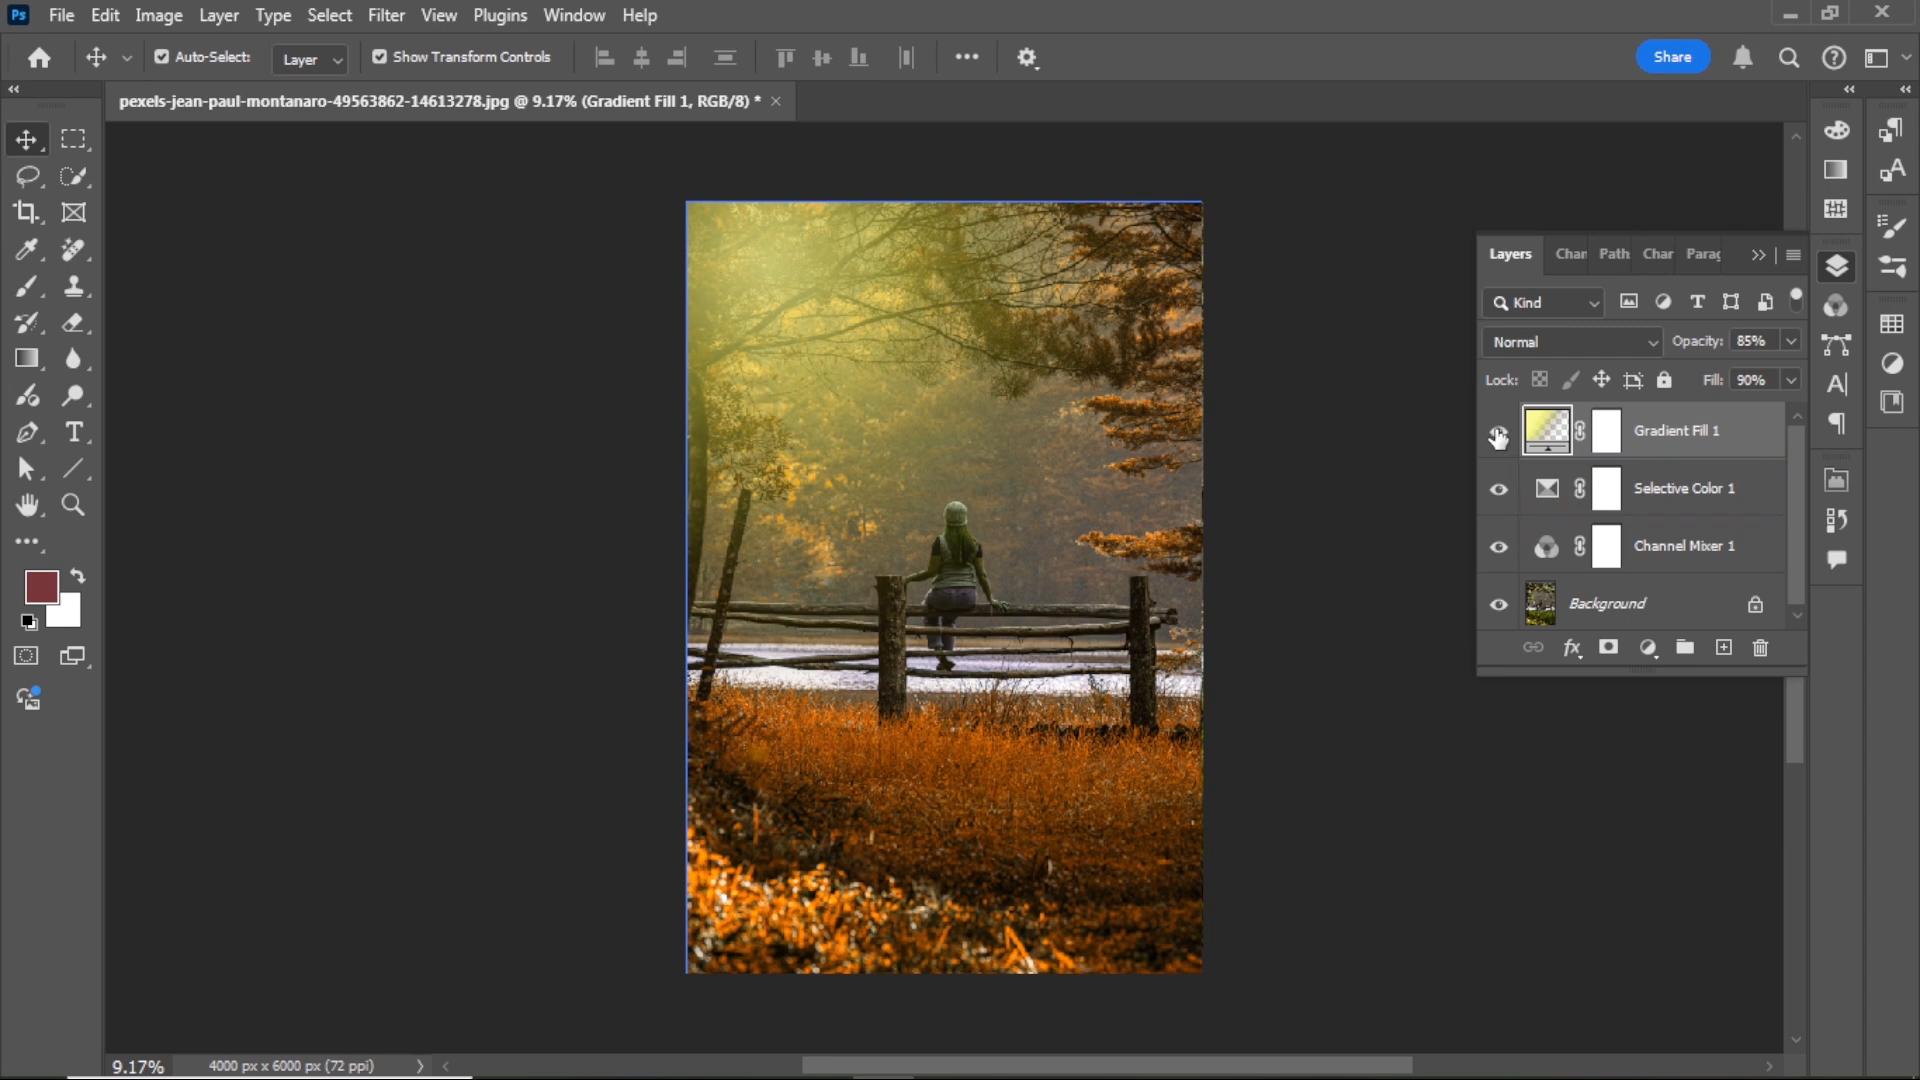 Ps File Edit Image Layer Type Select Filter View Plugins Window Help
Auto-Select: Layer Show Transform Controls Share
pexels-jean-paul-montanaro-49563862-14613278.jpg @ 9.17% (Gradient Fill 1, RGB/8) *
Layers Char Path Char Parag
Kind
Normal Opacity: 85%
Lock: Fill: 90%
Gradient Fill 1
Selective Color 1
Channel Mixer 1
Background
fx
9.17% 4000 px x 6000 px (72 ppi)